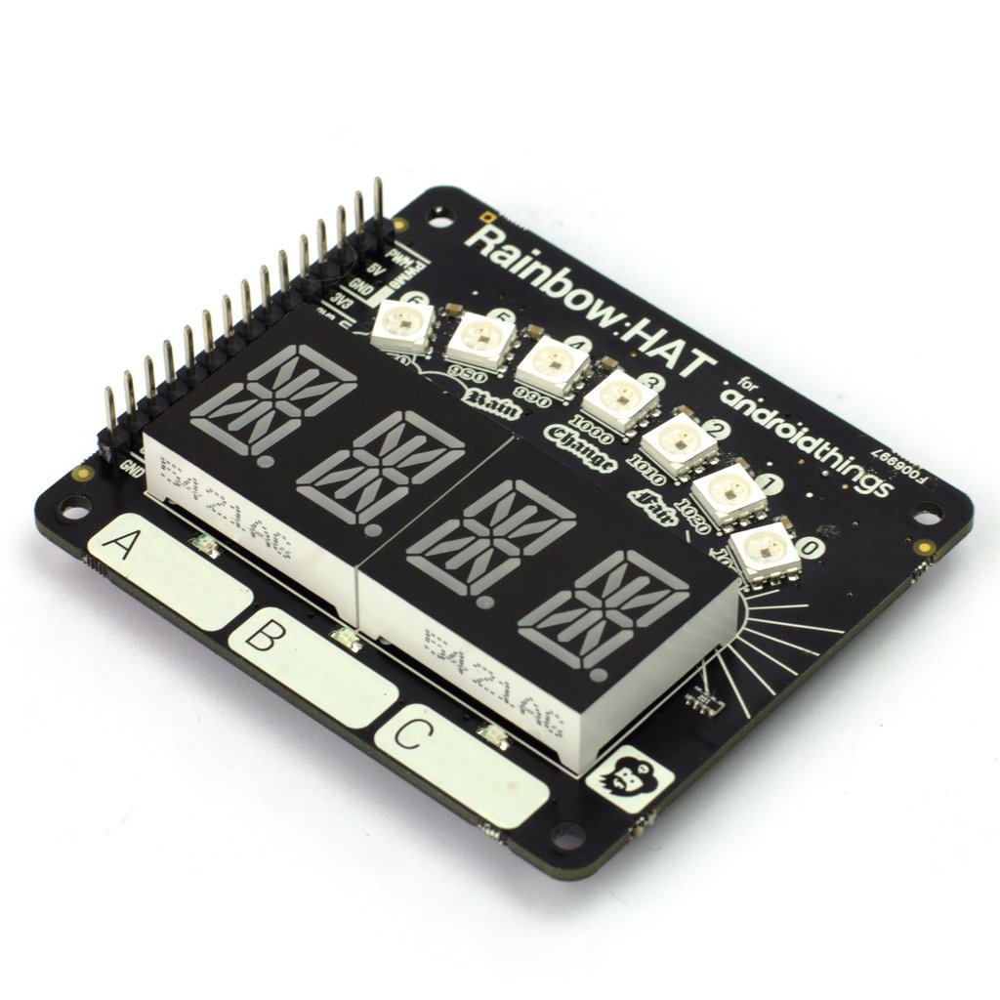 Rainbow:HAT
for
androidthings
F006997
PWM
5V
GND
3V3
6
5
4
3
2
1
0
980
990
1000
1010
1020
Rain
Change
Fair
GND
A
B
C